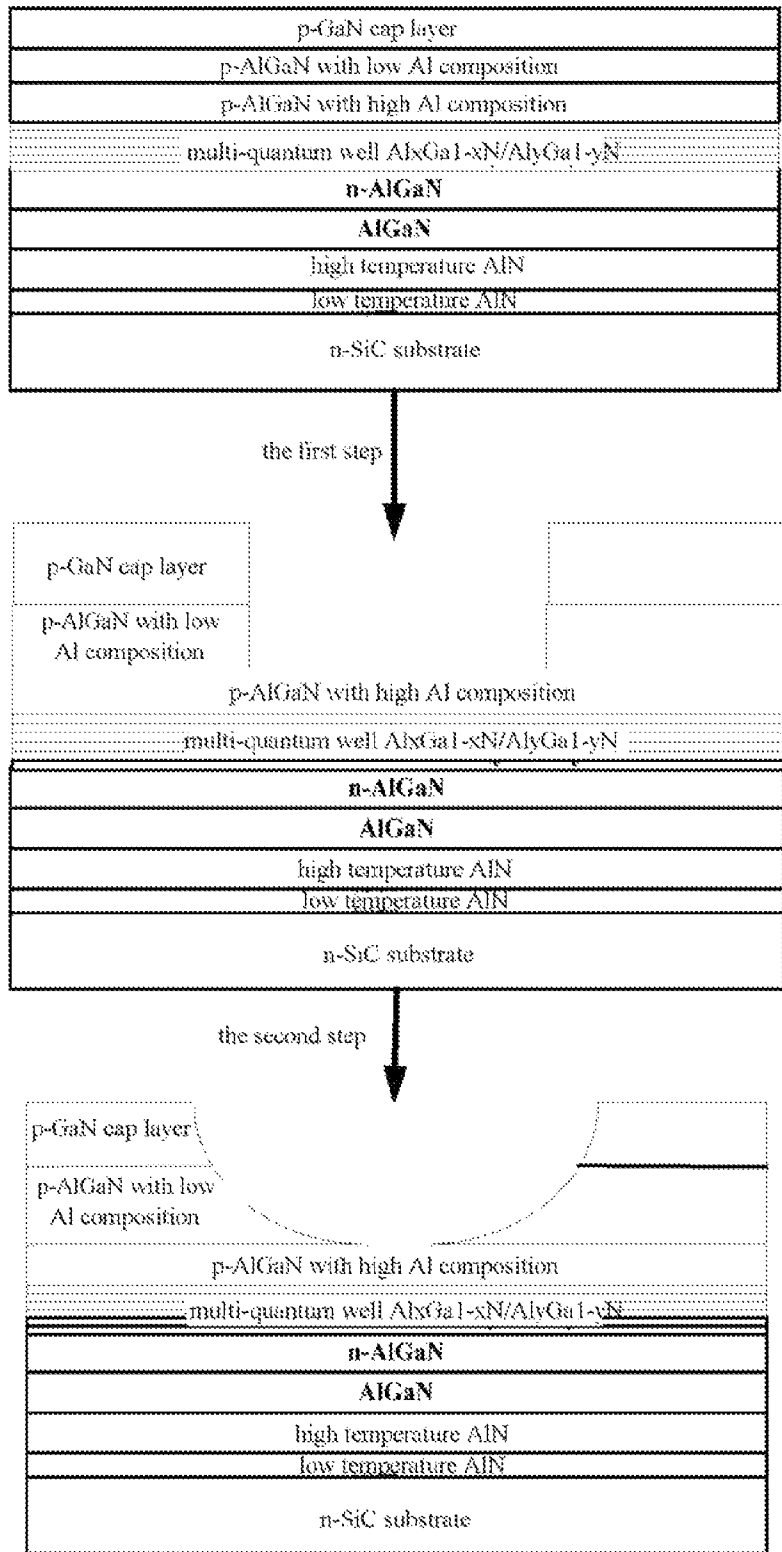 p-GaN cap layer
p-AlGaN with low Al composition
p-AlGaN with high Al composition
multi-quantum well AlxGa1-xN/AlyGa1-yN
n-AlGaN
AlGaN
high temperature AlN
low temperature AlN
n-SiC substrate
the first step
p-GaN cap layer
p-AlGaN with low
Al composition
p-AlGaN with high Al composition
multi-quantum well AlxGa1-xN/AlyGa1-yN
n-AlGaN
AlGaN
high temperature AlN
low temperature AlN
n-SiC substrate
the second step
p-GaN cap layer
p-AlGaN with low
Al composition
p-AlGaN with high Al composition
multi-quantum well AlxGa1-xN/AlyGa1-yN
n-AlGaN
AlGaN
high temperature AlN
low temperature AlN
n-SiC substrate